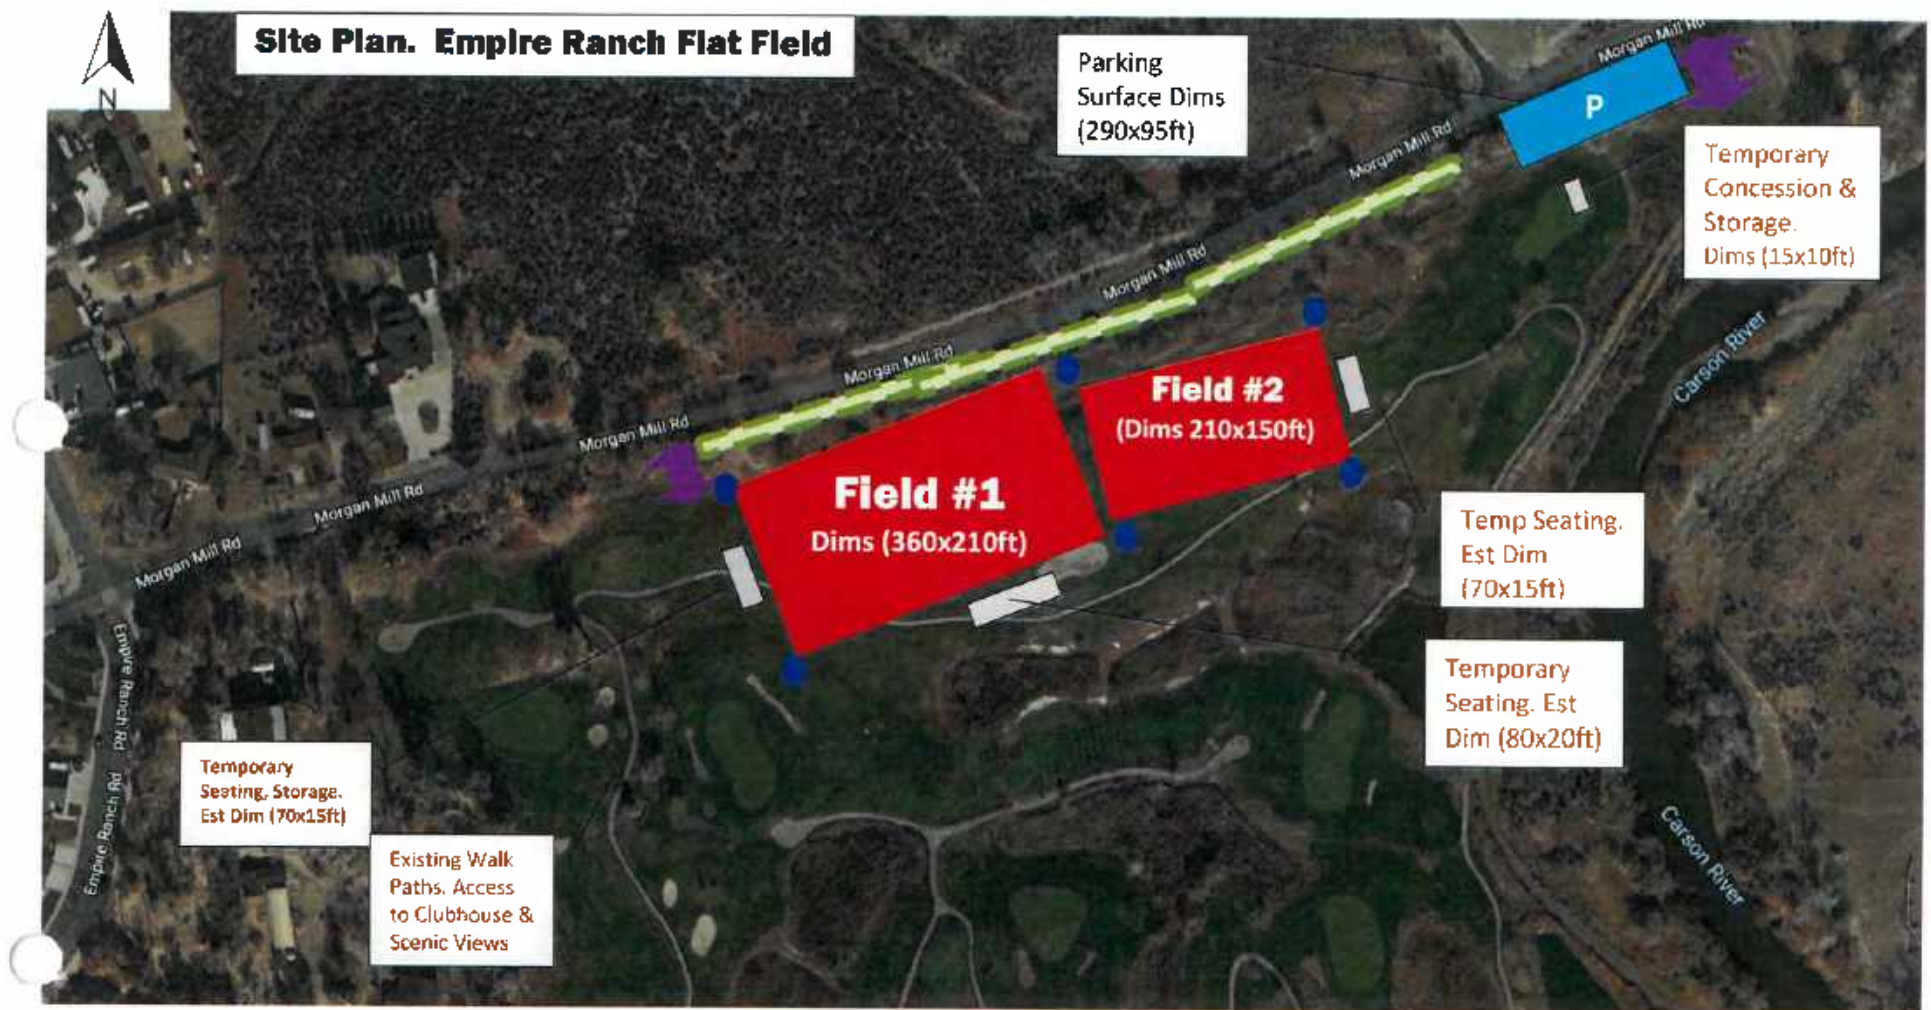 Site Plan. Empire Ranch Flat Field
N
Morgan Mill Rd
Parking
Surface Dims
(290x95ft)
P
Morgan Mill Rd
Temporary
Concession &
Storage.
Dims (15x10ft)
Morgan Mill Rd
Carson River
Morgan Mill Rd
Field #2
(Dims 210x150ft)
Morgan Mill Rd
Field #1
Dims (360x210ft)
Morgan Mill Rd
Morgan Mill Rd
Temp Seating.
Est Dim
(70x15ft)
Empire Ranch Rd
Temporary
Seating. Est
Dim (80x20ft)
Temporary
Seating, Storage.
Est Dim (70x15ft)
Empire Ranch Rd
Existing Walk
Paths. Access
to Clubhouse &
Scenic Views
Carson River